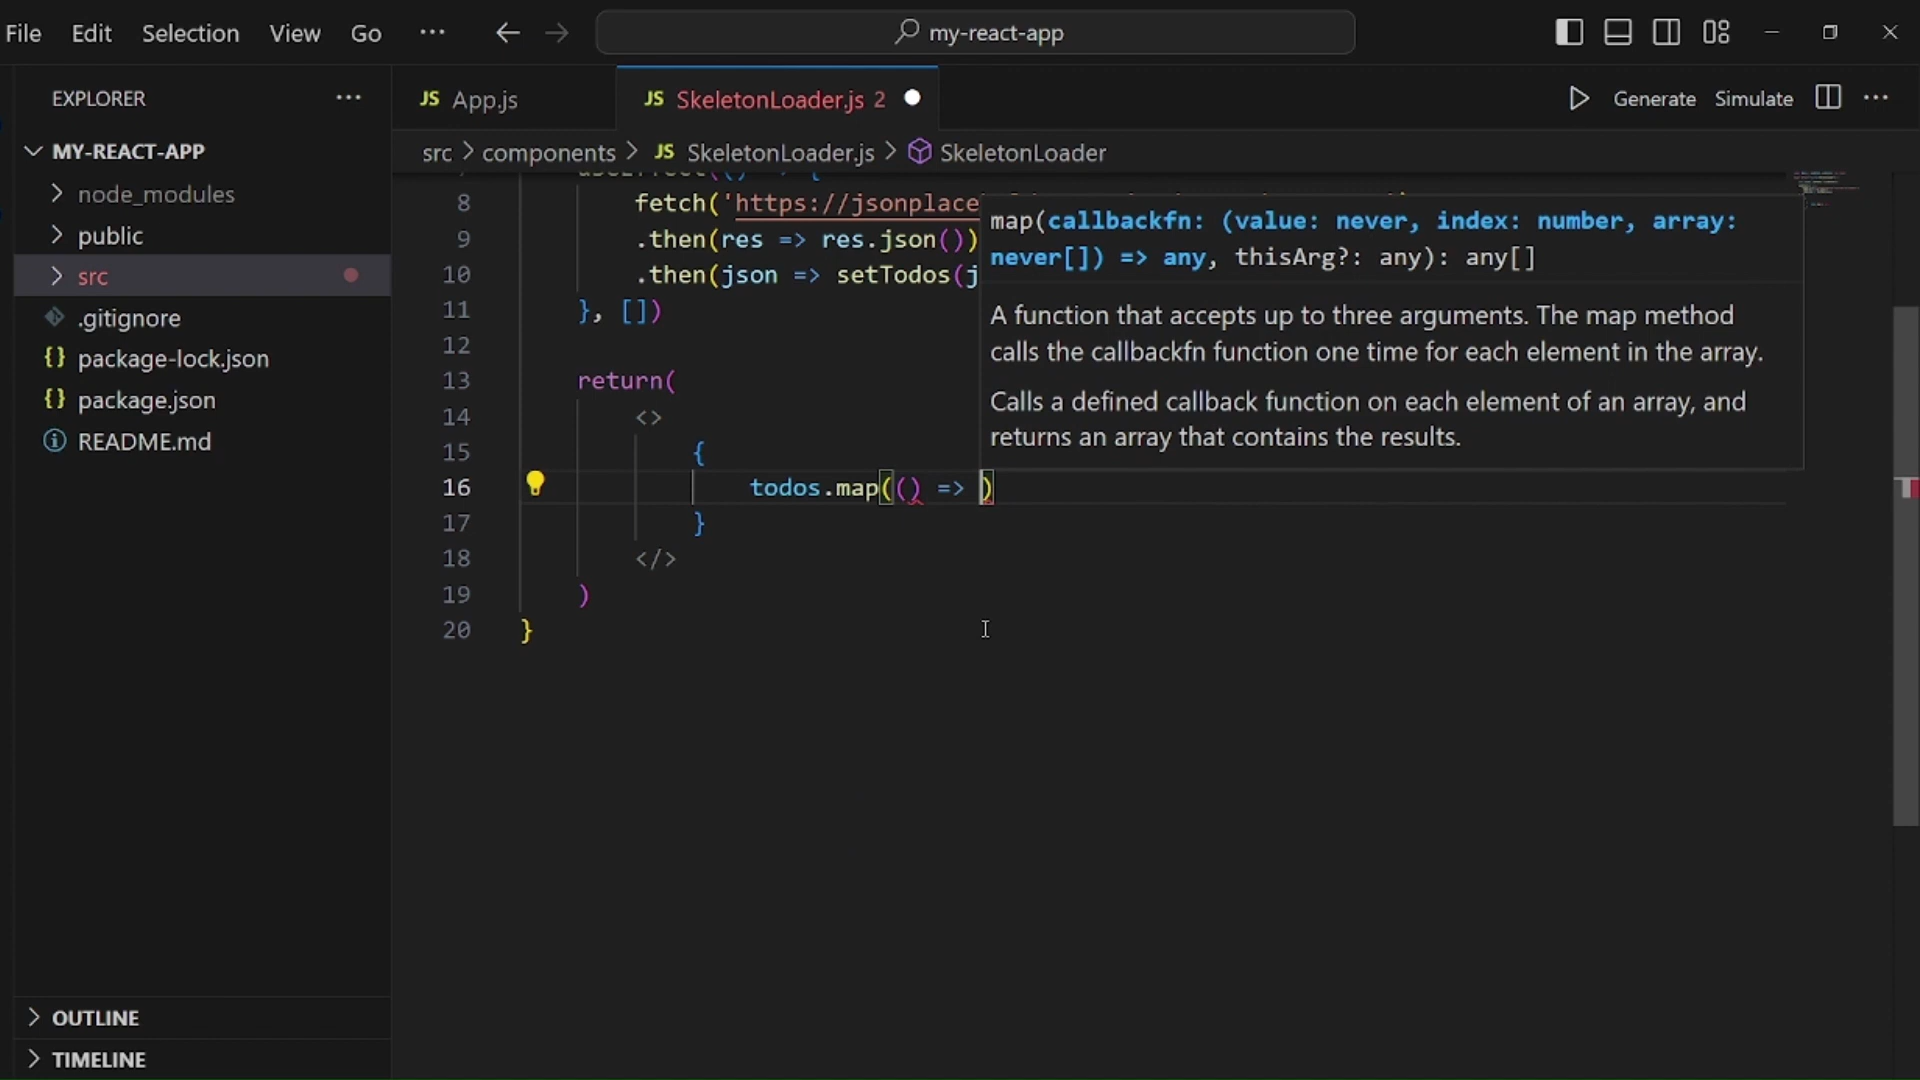 File Edit Selection View Go ... my-react-app
EXPLORER ...
JS App.js JS SkeletonLoader.js 2 Generate Simulate ...
src > components > JS SkeletonLoader.js > SkeletonLoader
MY-REACT-APP
node_modules
public
src
.gitignore
{} package-lock.json
{} package.json
README.md
OUTLINE
TIMELINE
8 fetch('https://jsonplace
9 .then(res => res.json())
10 .then(json => setTodos(j
11 }, [])
12
13 return(
14 <>
15 {
16 todos.map(() => )
17 }
18 </>
19 )
20 }
map(callbackfn: (value: never, index: number, array:
never[]) => any, thisArg?: any): any[]
A function that accepts up to three arguments. The map method
calls the callbackfn function one time for each element in the array.
Calls a defined callback function on each element of an array, and
returns an array that contains the results.